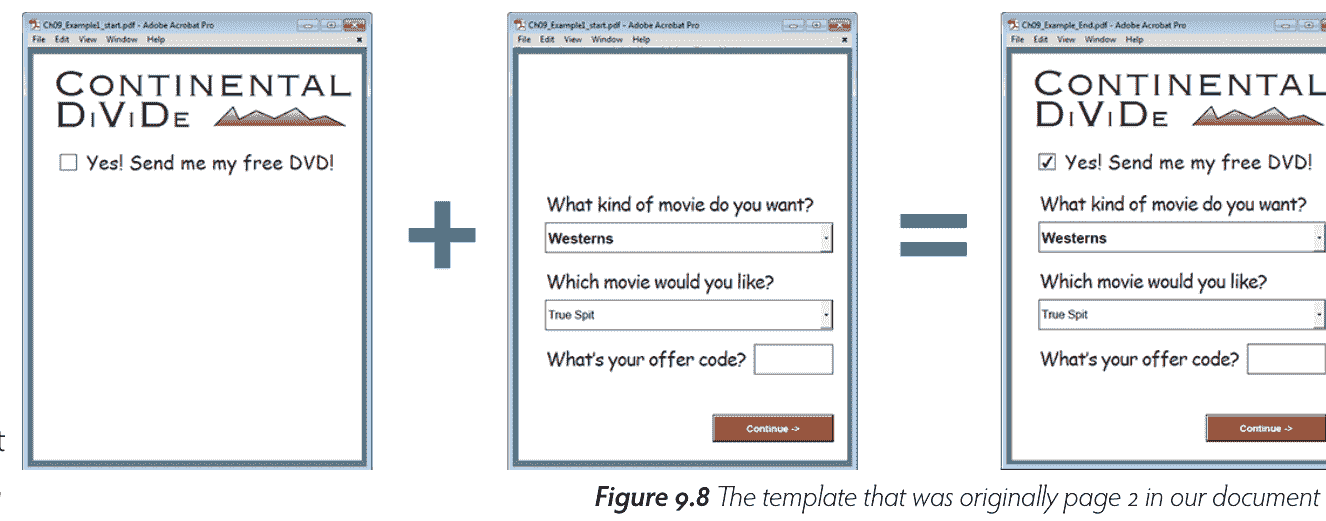 Ch09_Example1_start.pdf - Adobe Acrobat Pro
File Edit View Window Help
CONTINENTAL
DiViDe
Yes! Send me my free DVD!
Ch09_Example1_start.pdf - Adobe Acrobat Pro
File Edit View Window Help
What kind of movie do you want?
Westerns
Which movie would you like?
True Spit
What's your offer code?
Continue ->
Ch09_Example_End.pdf - Adobe Acrobat Pro
File Edit View Window Help
CONTINENTAL
DiViDe
Yes! Send me my free DVD!
What kind of movie do you want?
Westerns
Which movie would you like?
True Spit
What's your offer code?
Continue ->
t
Figure 9.8 The template that was originally page 2 in our document